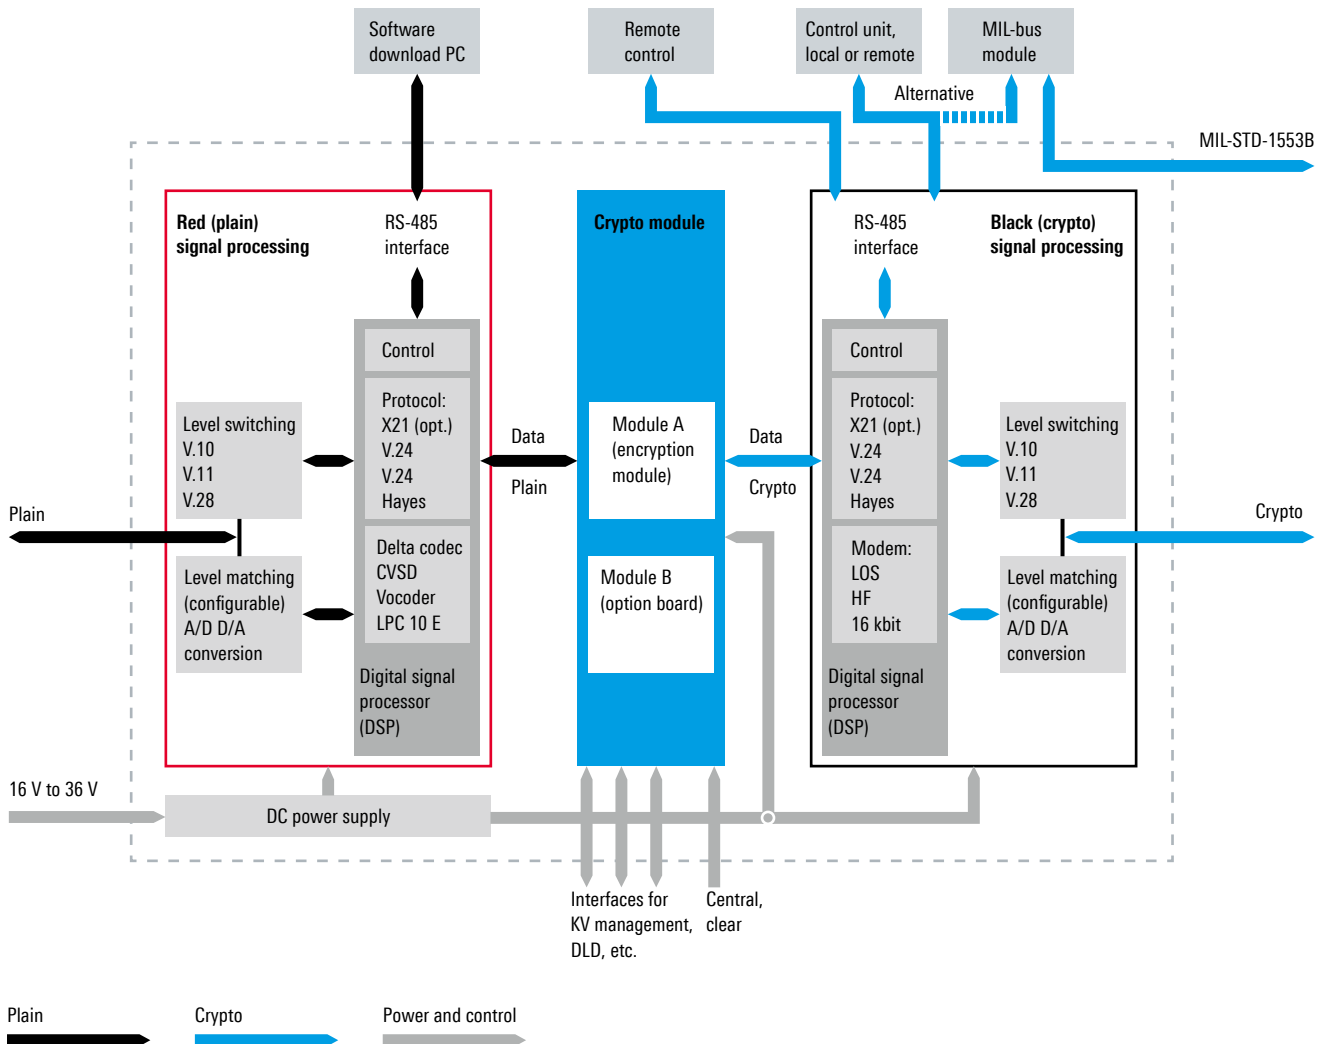 Software
download PC
Remote
control
Control unit,
local or remote
MIL-bus
module
Alternative
MIL-STD-1553B
Red (plain)
signal processing
RS-485
interface
Crypto module
RS-485
interface
Black (crypto)
signal processing
Control
Protocol:
X21 (opt.)
V.24
V.24
Hayes
Level switching
V.10
V.11
V.28
Data
Plain
Module A
(encryption
module)
Data
Crypto
Control
Protocol:
X21 (opt.)
V.24
V.24
Hayes
Level switching
V.10
V.11
V.28
Plain
Crypto
Level matching
(configurable)
A/D D/A
conversion
Delta codec
CVSD
Vocoder
LPC 10 E
Module B
(option board)
Modem:
LOS
HF
16 kbit
Level matching
(configurable)
A/D D/A
conversion
Digital signal
processor
(DSP)
Digital signal
processor
(DSP)
16 V to 36 V
DC power supply
Interfaces for
KV management,
DLD, etc.
Central,
clear
Plain
Crypto
Power and control